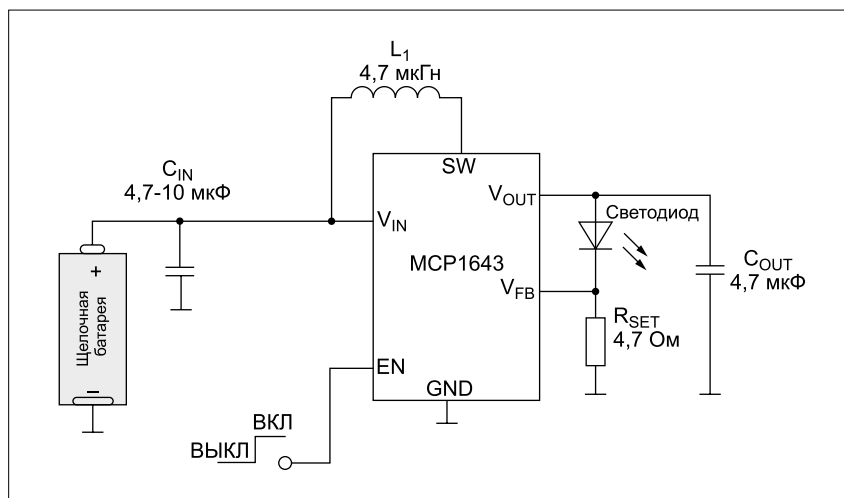 L1
4,7 мкГн
CIN
4,7-10 мкФ
SW
VOUT
Светодиод
VIN
MCP1643
COUT
4,7 мкФ
VFB
RSET
4,7 Ом
+
Щелочная
батарея
–
EN
GND
ВКЛ
ВЫКЛ